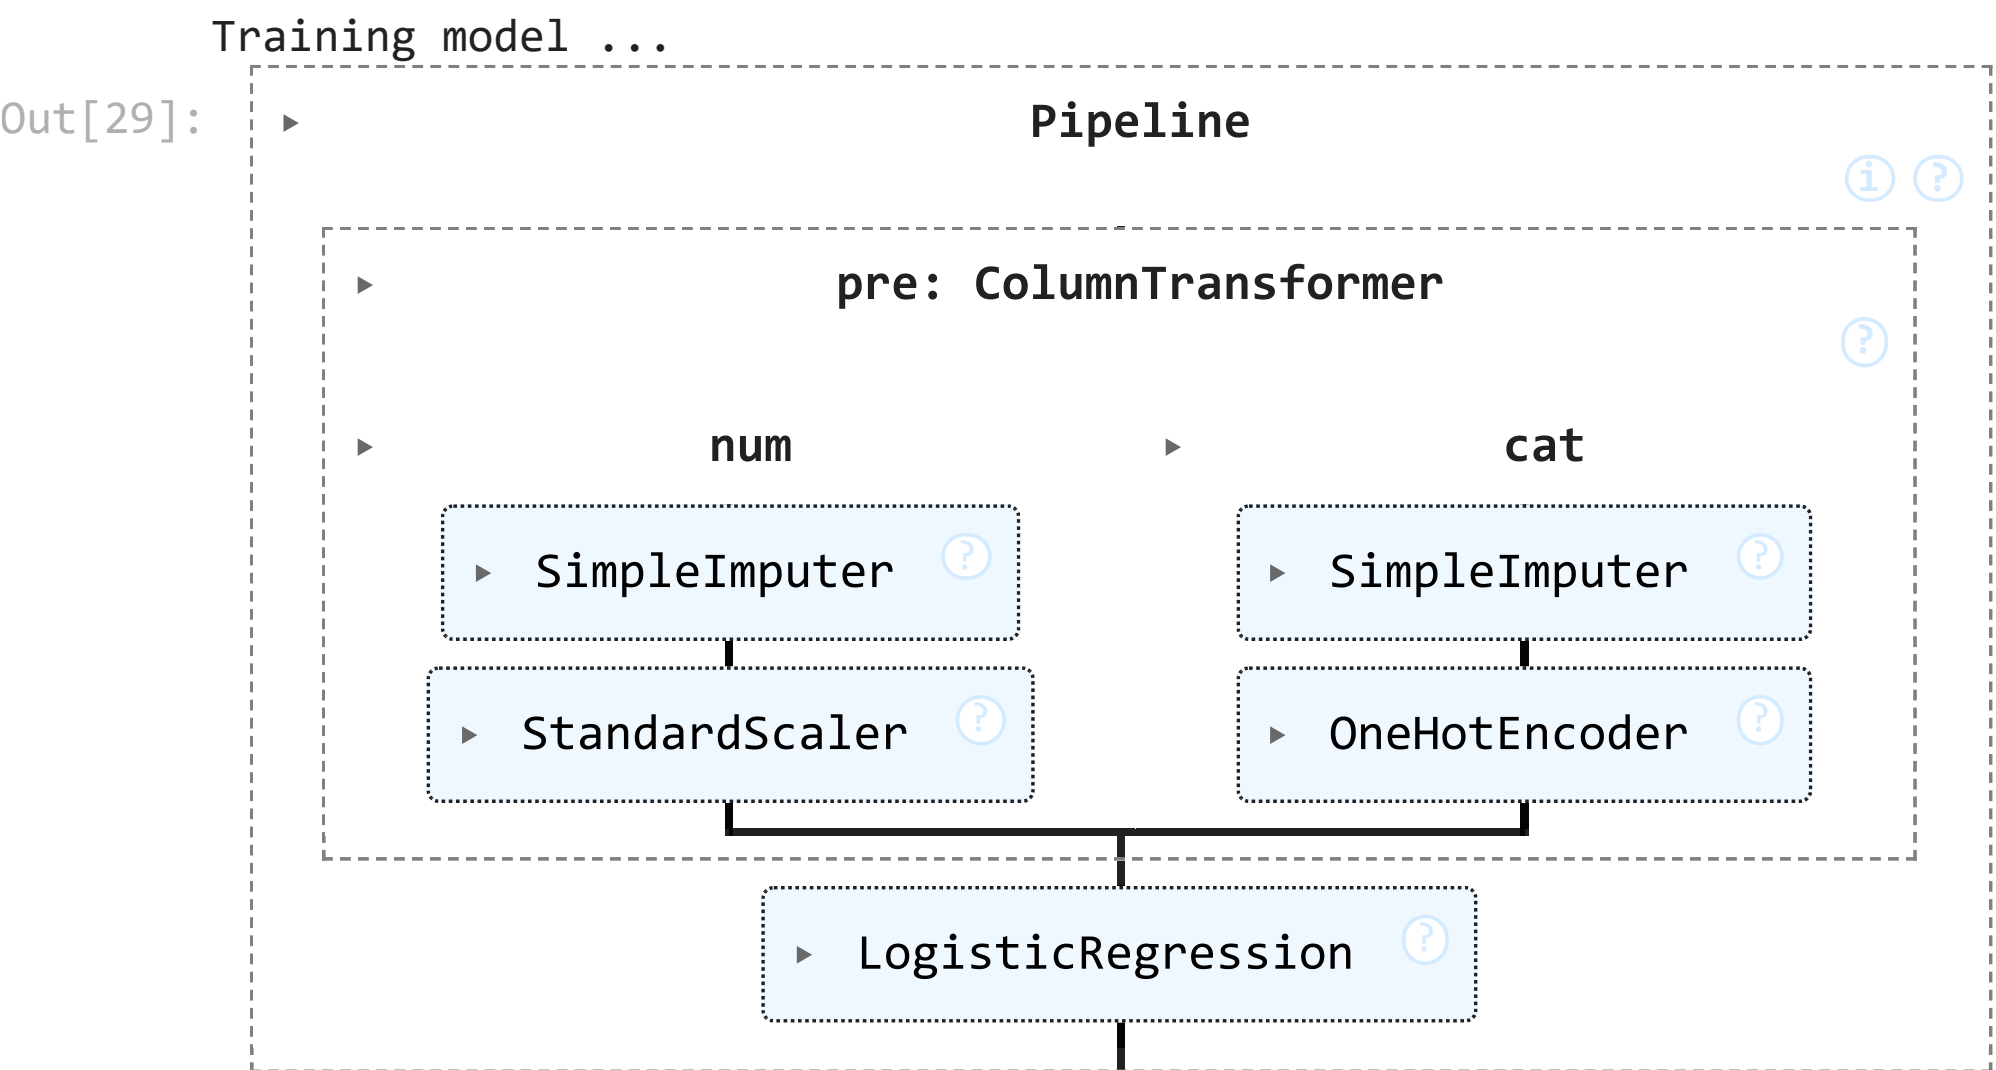 Training model ...
Out[29]:
Pipeline
i ?
pre: ColumnTransformer
?
num cat
SimpleImputer ? SimpleImputer ?
StandardScaler ? OneHotEncoder ?
LogisticRegression ?